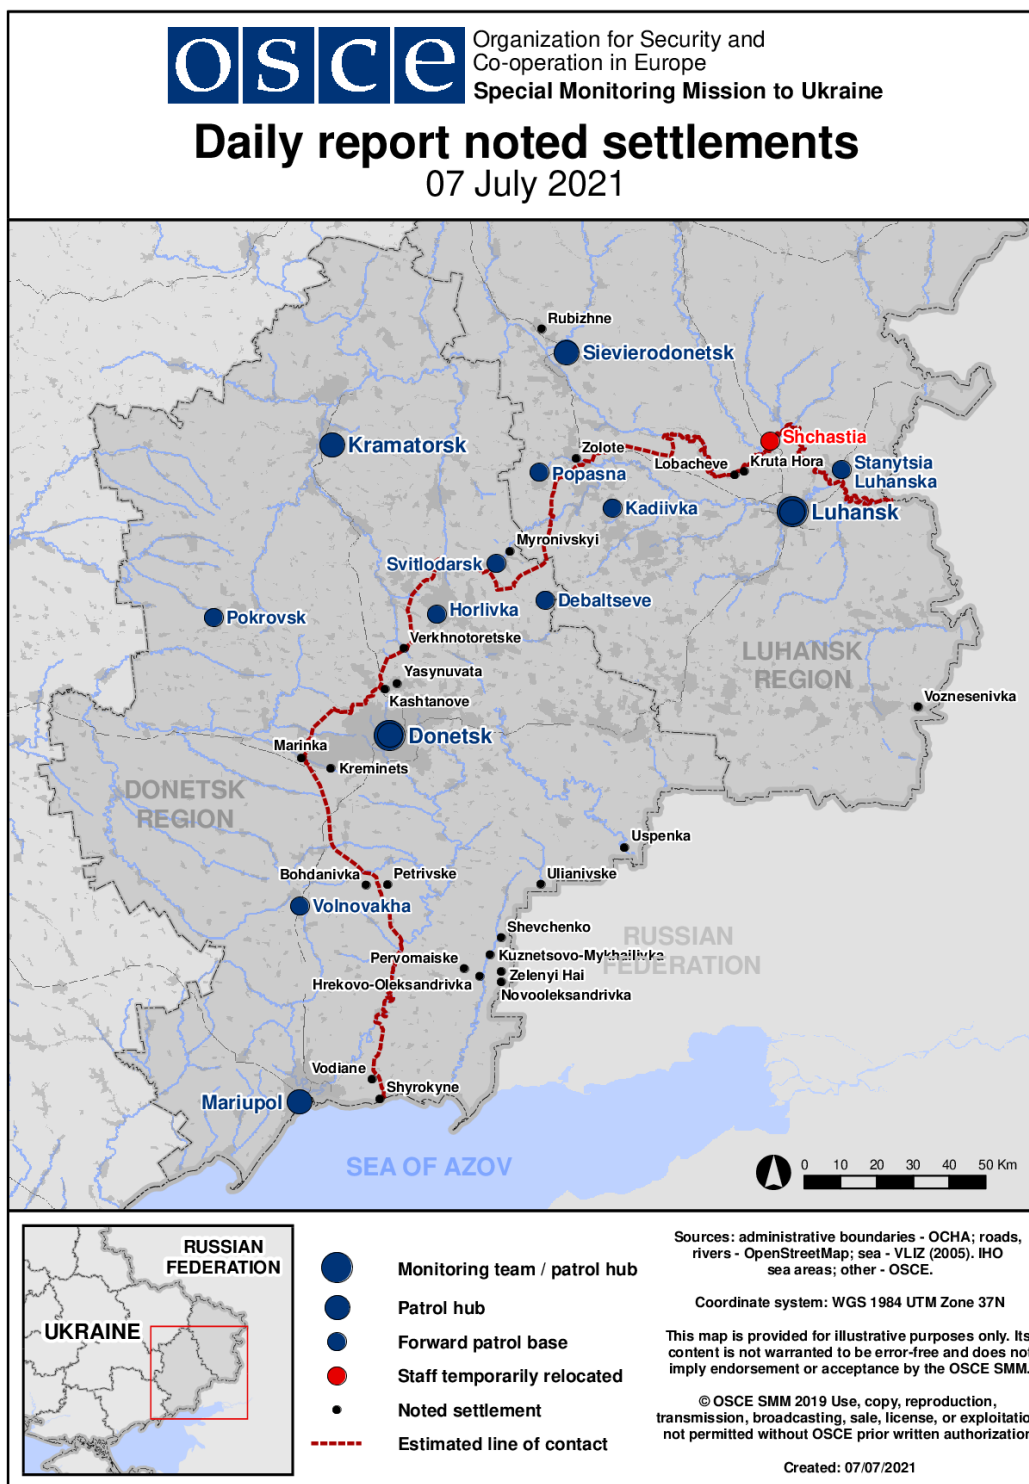 osce
Organization for Security and
Co-operation in Europe
Special Monitoring Mission to Ukraine
Daily report noted settlements
07 July 2021
Rubizhne
Sievierodonetsk
Kramatorsk
Shchastia
Zolote
Lobacheve
Kruta Hora
Stanytsia
Luhanska
Popasna
Kadiivka
Luhansk
Myronivskyi
Svitlodarsk
Debaltseve
Horlivka
Pokrovsk
Verkhnotoretske
LUHANSK
REGION
Yasynuvata
Kashtanove
Voznesenivka
Donetsk
Marinka
Kreminets
DONETSK
REGION
Uspenka
Bohdanivka
Petrivske
Ulianivske
Volnovakha
Shevchenko
RUSSIAN
FEDERATION
Kuznetsovo-Mykhailivka
Pervomaiske
Zelenyi Hai
Hrekovo-Oleksandrivka
Novooleksandrivka
Vodiane
Shyrokyne
Mariupol
SEA OF AZOV
0 10 20 30 40 50 Km
RUSSIAN
FEDERATION
UKRAINE
Monitoring team / patrol hub
Patrol hub
Forward patrol base
Staff temporarily relocated
Noted settlement
Estimated line of contact
Sources: administrative boundaries - OCHA; roads,
rivers - OpenStreetMap; sea - VLIZ (2005). IHO
sea areas; other - OSCE.
Coordinate system: WGS 1984 UTM Zone 37N
This map is provided for illustrative purposes only. Its
content is not warranted to be error-free and does not
imply endorsement or acceptance by the OSCE SMM.
© OSCE SMM 2019 Use, copy, reproduction,
transmission, broadcasting, sale, license, or exploitatio
not permitted without OSCE prior written authorization
Created: 07/07/2021